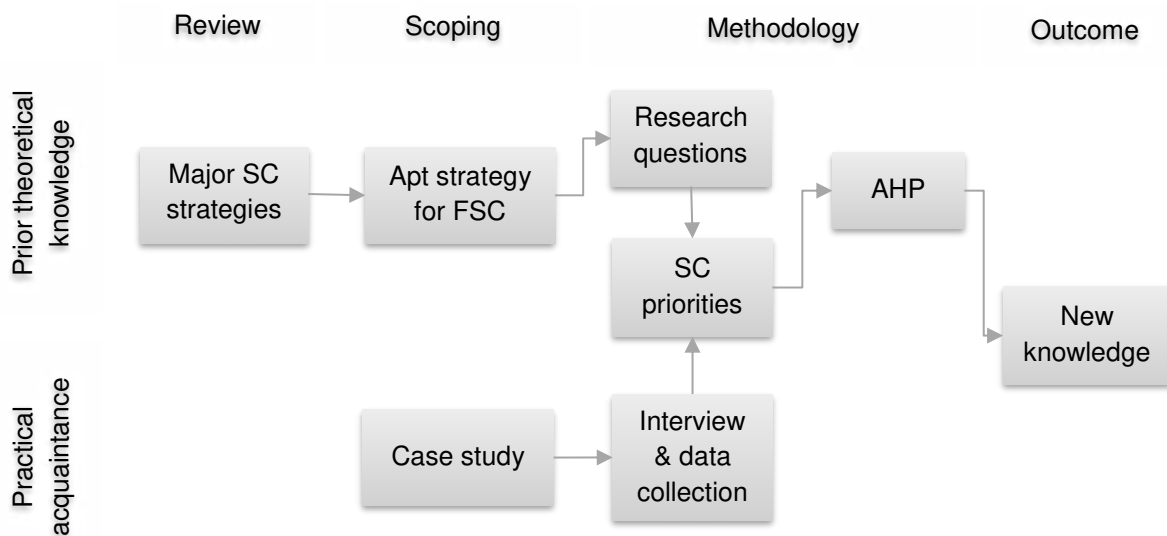 Review
Scoping
Methodology
Outcome
Prior theoretical
knowledge
Major SC
strategies
Apt strategy
for FSC
Research
questions
AHP
SC
priorities
New
knowledge
Practical
acquaintance
Case study
Interview
& data
collection